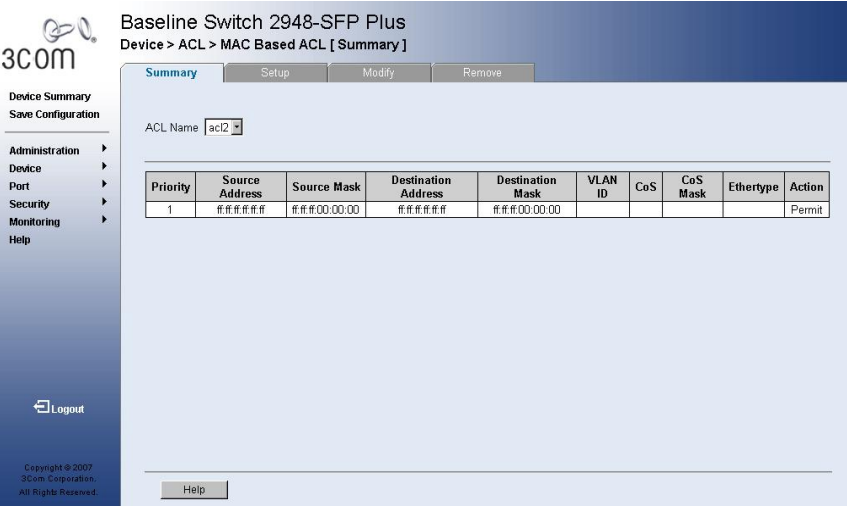 3COM
Baseline Switch 2948-SFP Plus
Device > ACL > MAC Based ACL [ Summary ]
Summary Setup Modify Remove
Device Summary
Save Configuration
Administration
Device
Port
Security
Monitoring
Help
Logout
Copyright © 2007
3Com Corporation.
All Rights Reserved.
ACL Name acl2
Priority Source Address Source Mask Destination Address Destination Mask VLAN ID CoS CoS Mask Ethertype Action
1 ff:ff:ff:ff:ff:ff ff:ff:ff:00:00:00 ff:ff:ff:ff:ff:ff ff:ff:ff:00:00:00 Permit
Help